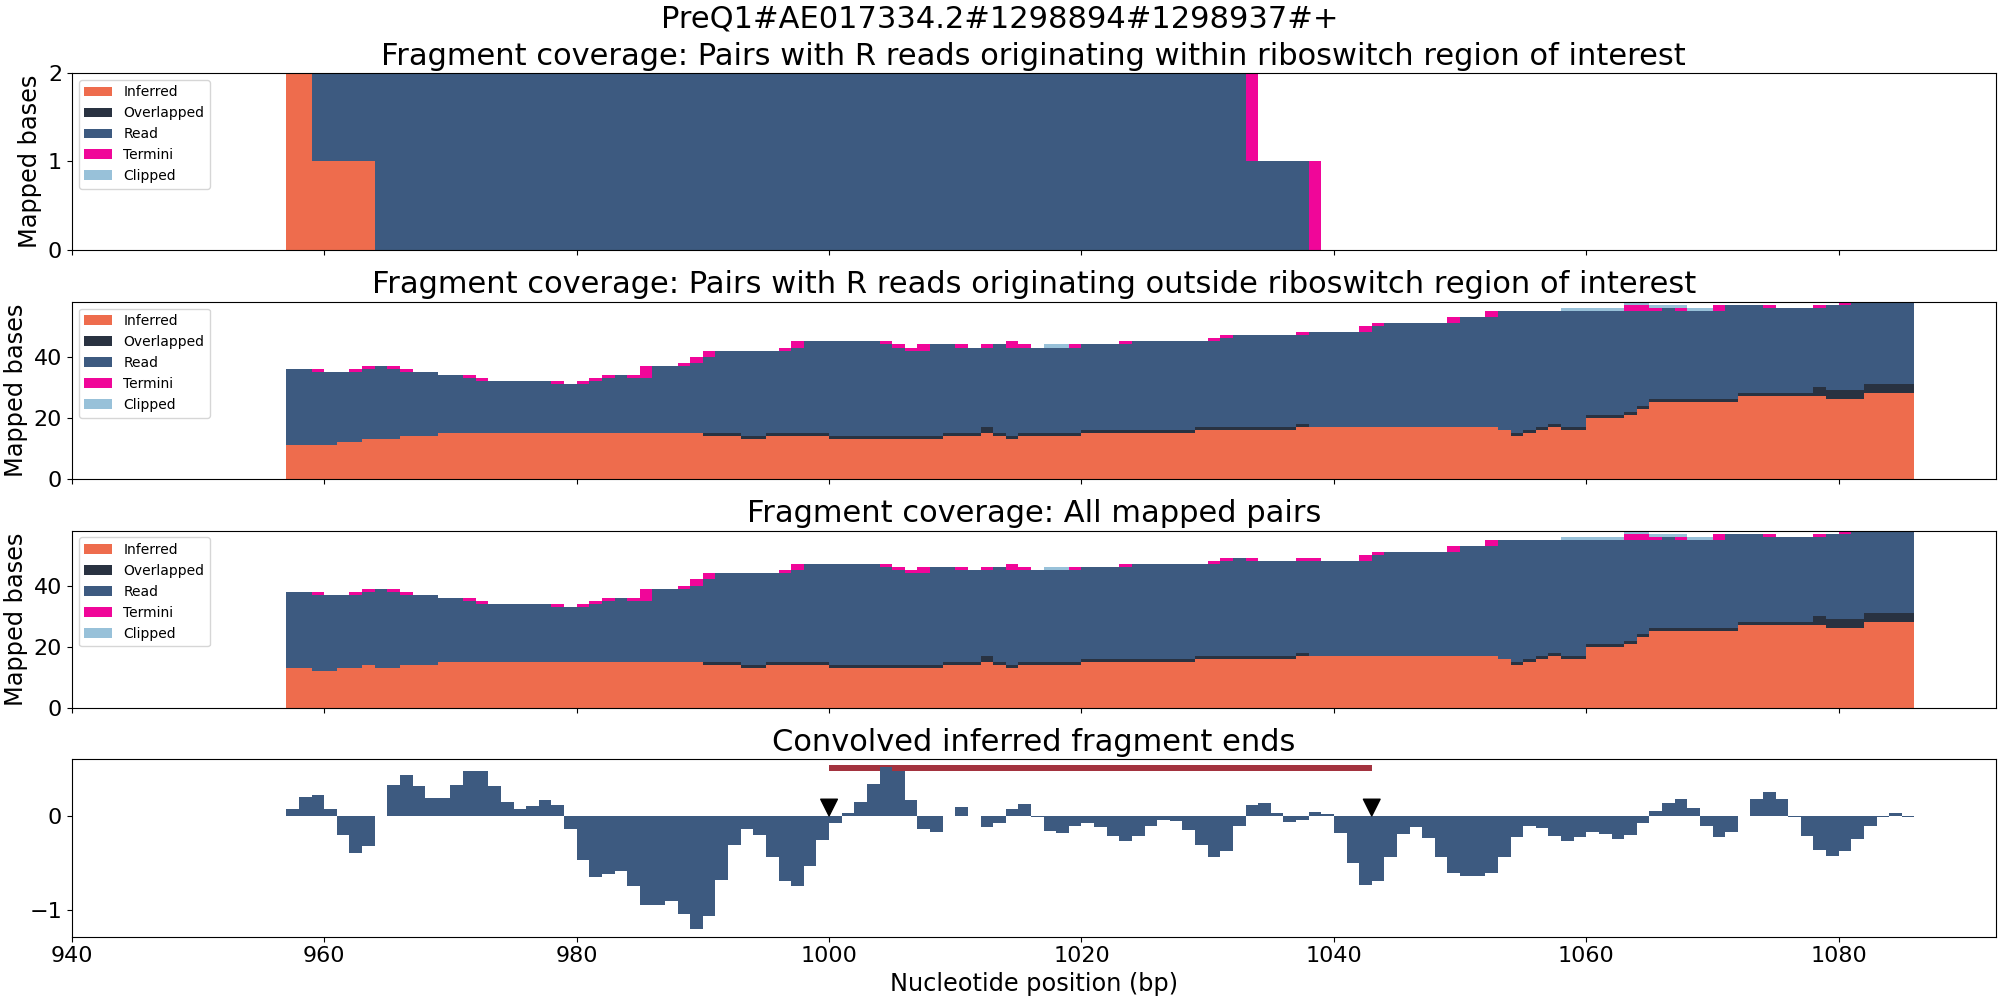 PreQ1#AE017334.2#1298894#1298937#+
Fragment coverage: Pairs with R reads originating within riboswitch region of interest
Mapped bases
2
1
0
Inferred
Overlapped
Read
Termini
Clipped
Fragment coverage: Pairs with R reads originating outside riboswitch region of interest
Mapped bases
40
20
0
Inferred
Overlapped
Read
Termini
Clipped
Fragment coverage: All mapped pairs
Mapped bases
40
20
0
Inferred
Overlapped
Read
Termini
Clipped
Convolved inferred fragment ends
0
−1
940 960 980 1000 1020 1040 1060 1080
Nucleotide position (bp)